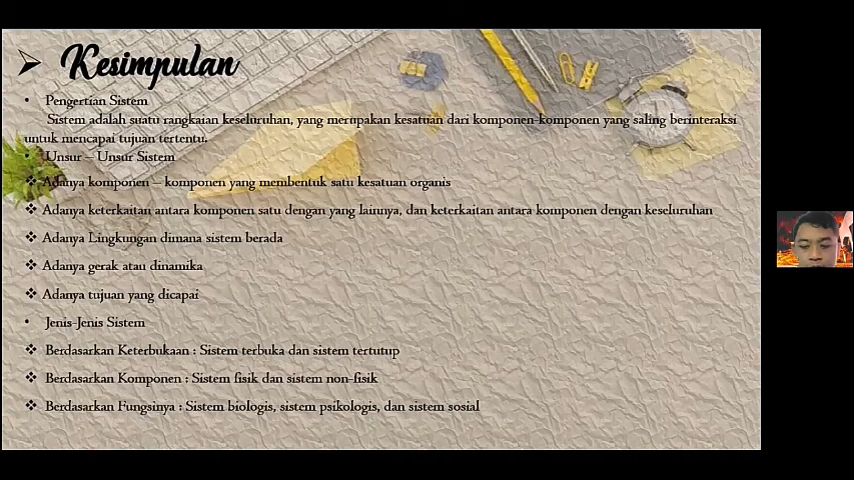 ➤ Kesimpulan
• Pengertian Sistem
Sistem adalah suatu rangkaian keseluruhan, yang merupakan kesatuan dari komponen-komponen yang saling berinteraksi
untuk mencapai tujuan tertentu.
• Unsur – Unsur Sistem
❖ Adanya komponen – komponen yang membentuk satu kesatuan organis
❖ Adanya keterkaitan antara komponen satu dengan yang lainnya, dan keterkaitan antara komponen dengan keseluruhan
❖ Adanya Lingkungan dimana sistem berada
❖ Adanya gerak atau dinamika
❖ Adanya tujuan yang dicapai
• Jenis-Jenis Sistem
❖ Berdasarkan Keterbukaan : Sistem terbuka dan sistem tertutup
❖ Berdasarkan Komponen : Sistem fisik dan sistem non-fisik
❖ Berdasarkan Fungsinya : Sistem biologis, sistem psikologis, dan sistem sosial